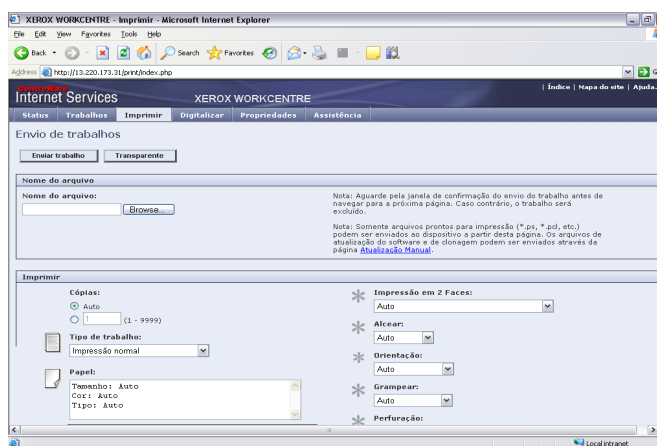 XEROX WORKCENTRE - Imprimir - Microsoft Internet Explorer
File Edit View Favorites Tools Help
Back Search Favorites
Address http://13.220.173.31/print/index.php
CentreWare
Internet Services XEROX WORKCENTRE | Índice | Mapa do site | Ajuda
Status Trabalhos Imprimir Digitalizar Propriedades Assistência
Envio de trabalhos
Enviar trabalho Transparente
Nome do arquivo
Nome do arquivo:
Browse...
Nota: Aguarde pela janela de confirmação do envio do trabalho antes de
navegar para a próxima página. Caso contrário, o trabalho será
excluído.
Nota: Somente arquivos prontos para impressão (*.ps, *.pcl, etc.)
podem ser enviados ao dispositivo a partir desta página. Os arquivos de
atualização do software e de clonagem podem ser enviados através da
página Atualização Manual.
Imprimir
Cópias:
Auto
1 (1 - 9999)
Tipo de trabalho:
Impressão normal
Papel:
Tamanho: Auto
Cor: Auto
Tipo: Auto
Impressão em 2 Faces:
Auto
Alcear:
Auto
Orientação:
Auto
Grampear:
Auto
Perfuração:
Local intranet